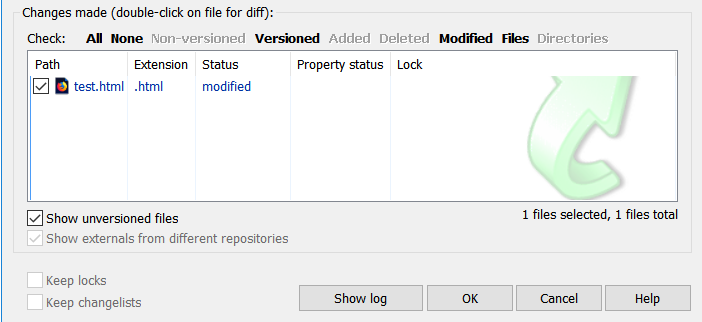 Changes made (double-click on file for diff):
Check: All None Non-versioned Versioned Added Deleted Modified Files Directories
Path Extension Status Property status Lock
test.html .html modified
Show unversioned files 1 files selected, 1 files total
Show externals from different repositories
Keep locks
Keep changelists
Show log OK Cancel Help